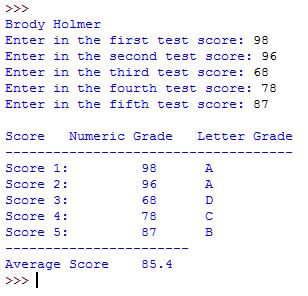 >>>
Brody Holmer
Enter in the first test score: 98
Enter in the second test score: 96
Enter in the third test score: 68
Enter in the fourth test score: 78
Enter in the fifth test score: 87
Score   Numeric Grade   Letter Grade
------------------------------------
Score 1:         98      A
Score 2:         96      A
Score 3:         68      D
Score 4:         78      C
Score 5:         87      B
-----------------------
Average Score    85.4
>>>